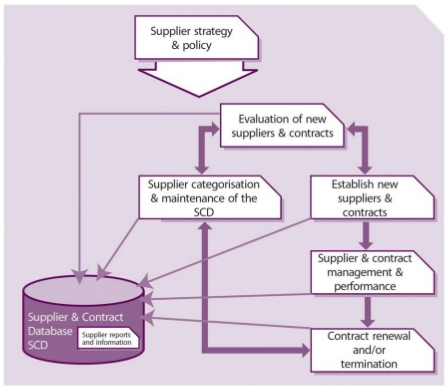 Supplier strategy
& policy
Evaluation of new
suppliers & contracts
Supplier categorisation
& maintenance of the
SCD
Establish new
suppliers &
contracts
Supplier & contract
management &
performance
Supplier & Contract
Database
SCD
Supplier reports
and information
Contract renewal
and/or
termination